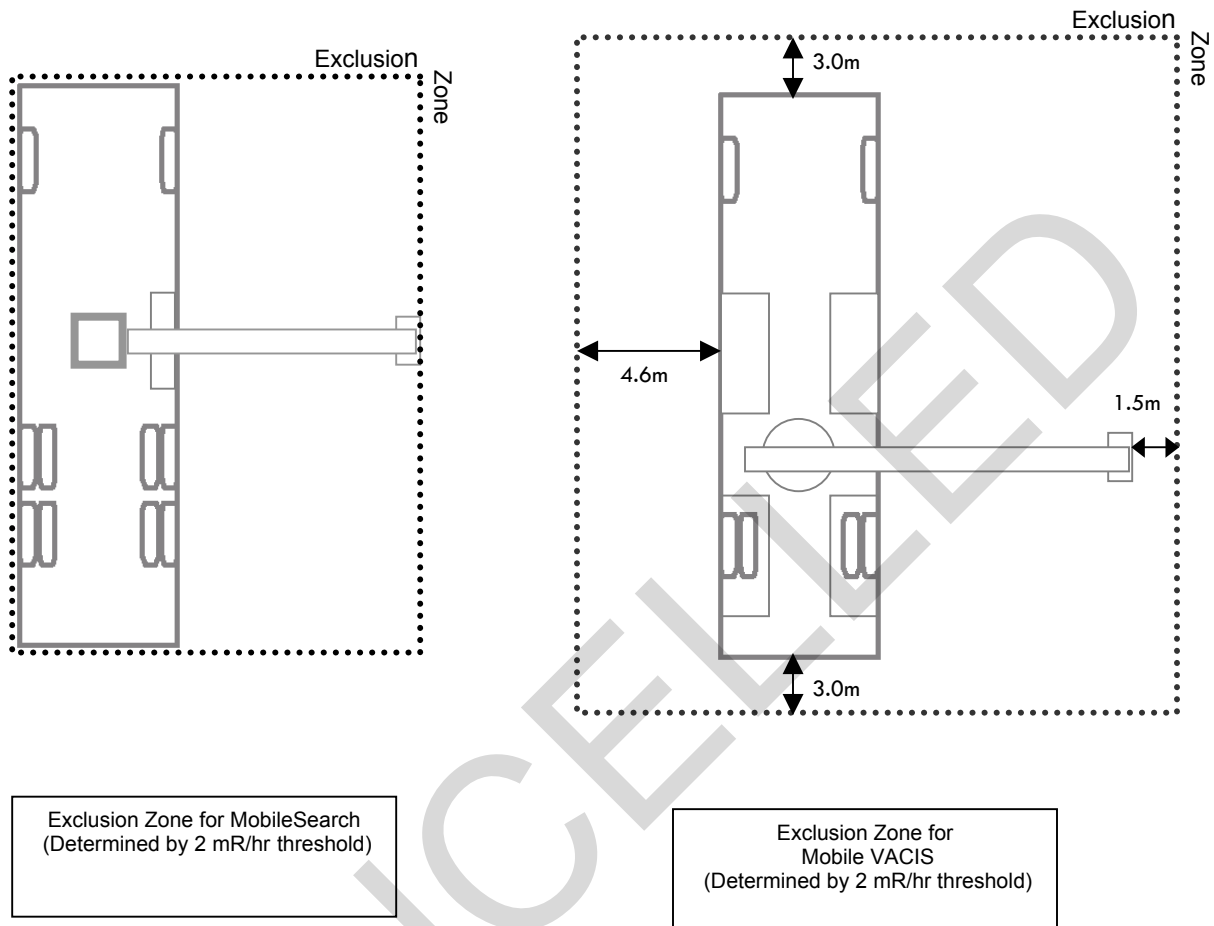 Exclusion
Zone
Exclusion
Zone
3.0m
4.6m
1.5m
3.0m
Exclusion Zone for MobileSearch
(Determined by 2 mR/hr threshold)
Exclusion Zone for
Mobile VACIS
(Determined by 2 mR/hr threshold)
NCELLED